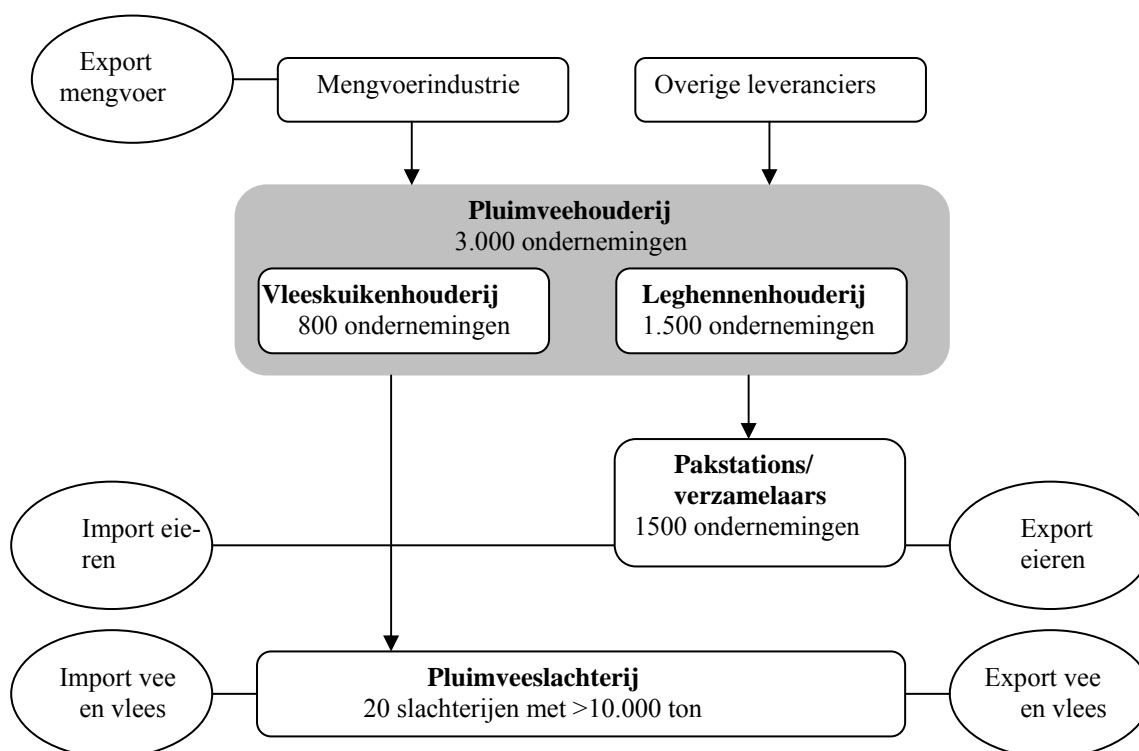 Export
mengvoer
Mengvoerindustrie
Overige leveranciers
Pluimveehouderij
3.000 ondernemingen
Vleeskuikenhouderij
800 ondernemingen
Leghennenhouderij
1.500 ondernemingen
Pakstations/
verzamelaars
1500 ondernemingen
Import eie-
ren
Export
eieren
Import vee
en vlees
Pluimveeslachterij
20 slachterijen met >10.000 ton
Export vee
en vlees